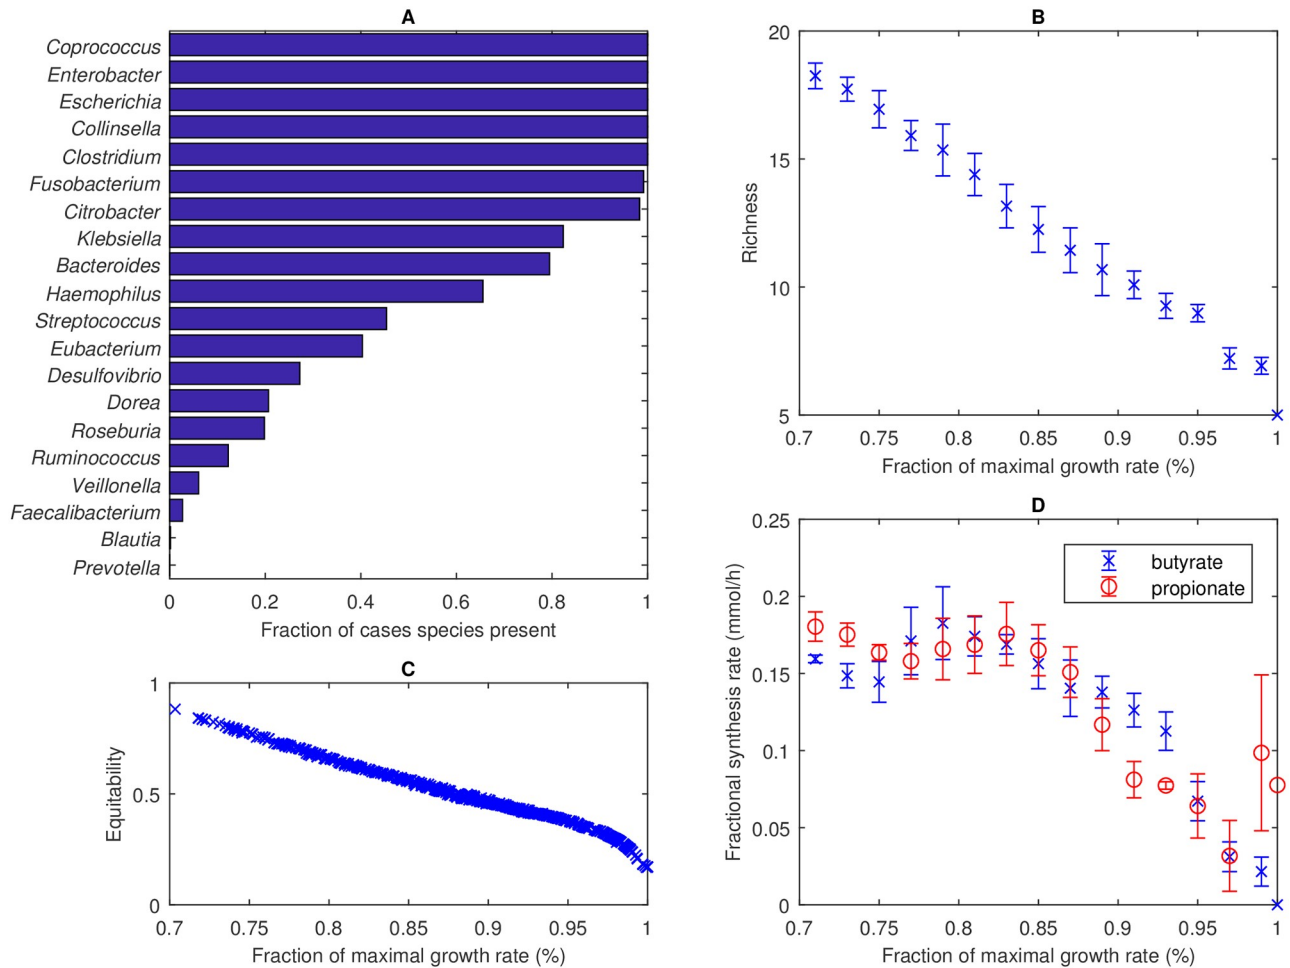 A
Coprococcus
Enterobacter
Escherichia
Collinsella
Clostridium
Fusobacterium
Citrobacter
Klebsiella
Bacteroides
Haemophilus
Streptococcus
Eubacterium
Desulfovibrio
Dorea
Roseburia
Ruminococcus
Veillonella
Faecalibacterium
Blautia
Prevotella
0 0.2 0.4 0.6 0.8 1
Fraction of cases species present
B
20
15
10
5
Richness
0.7 0.75 0.8 0.85 0.9 0.95 1
Fraction of maximal growth rate (%)
C
1
0.5
0
Equitability
0.7 0.75 0.8 0.85 0.9 0.95 1
Fraction of maximal growth rate (%)
D
0.25
0.2
0.15
0.1
0.05
0
Fractional synthesis rate (mmol/h)
butyrate
propionate
0.7 0.75 0.8 0.85 0.9 0.95 1
Fraction of maximal growth rate (%)